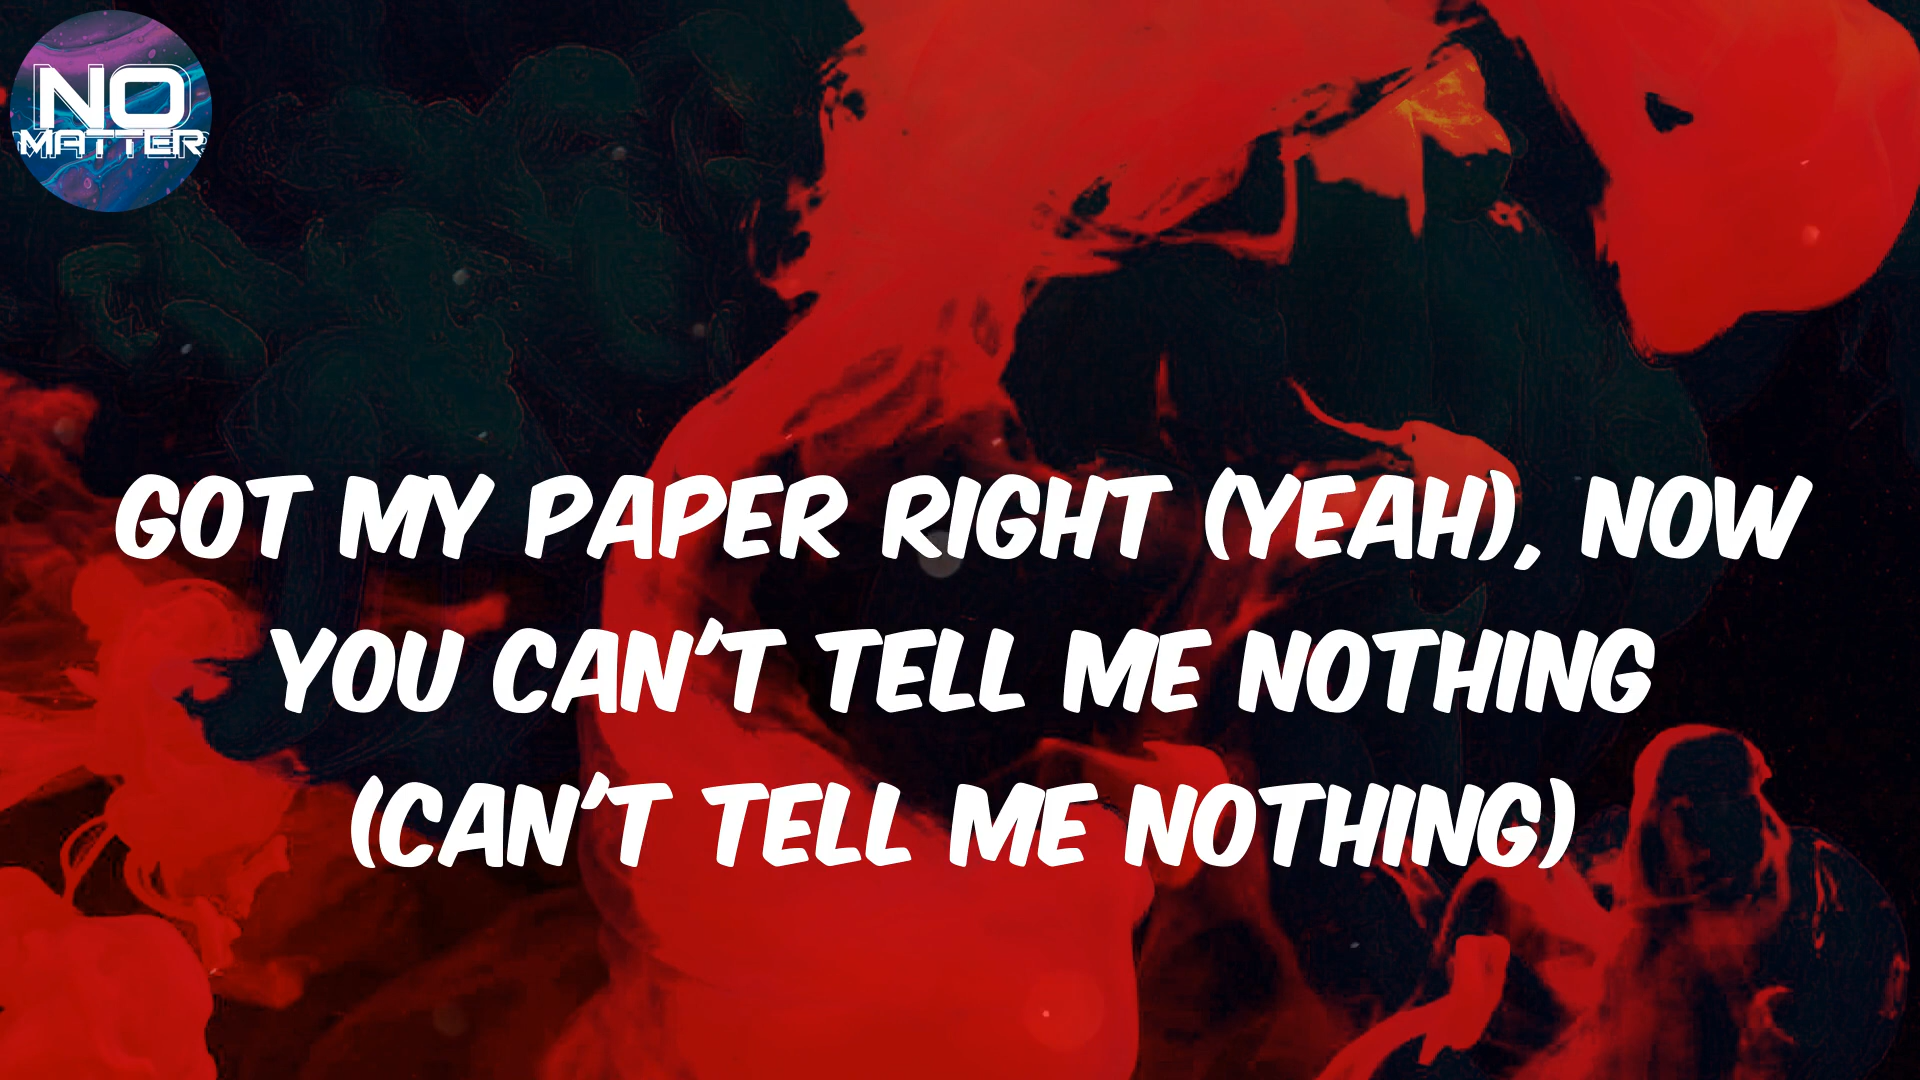 NO
MATTER
GOT MY PAPER RIGHT (YEAH), NOW
YOU CAN'T TELL ME NOTHING
(CAN'T TELL ME NOTHING)